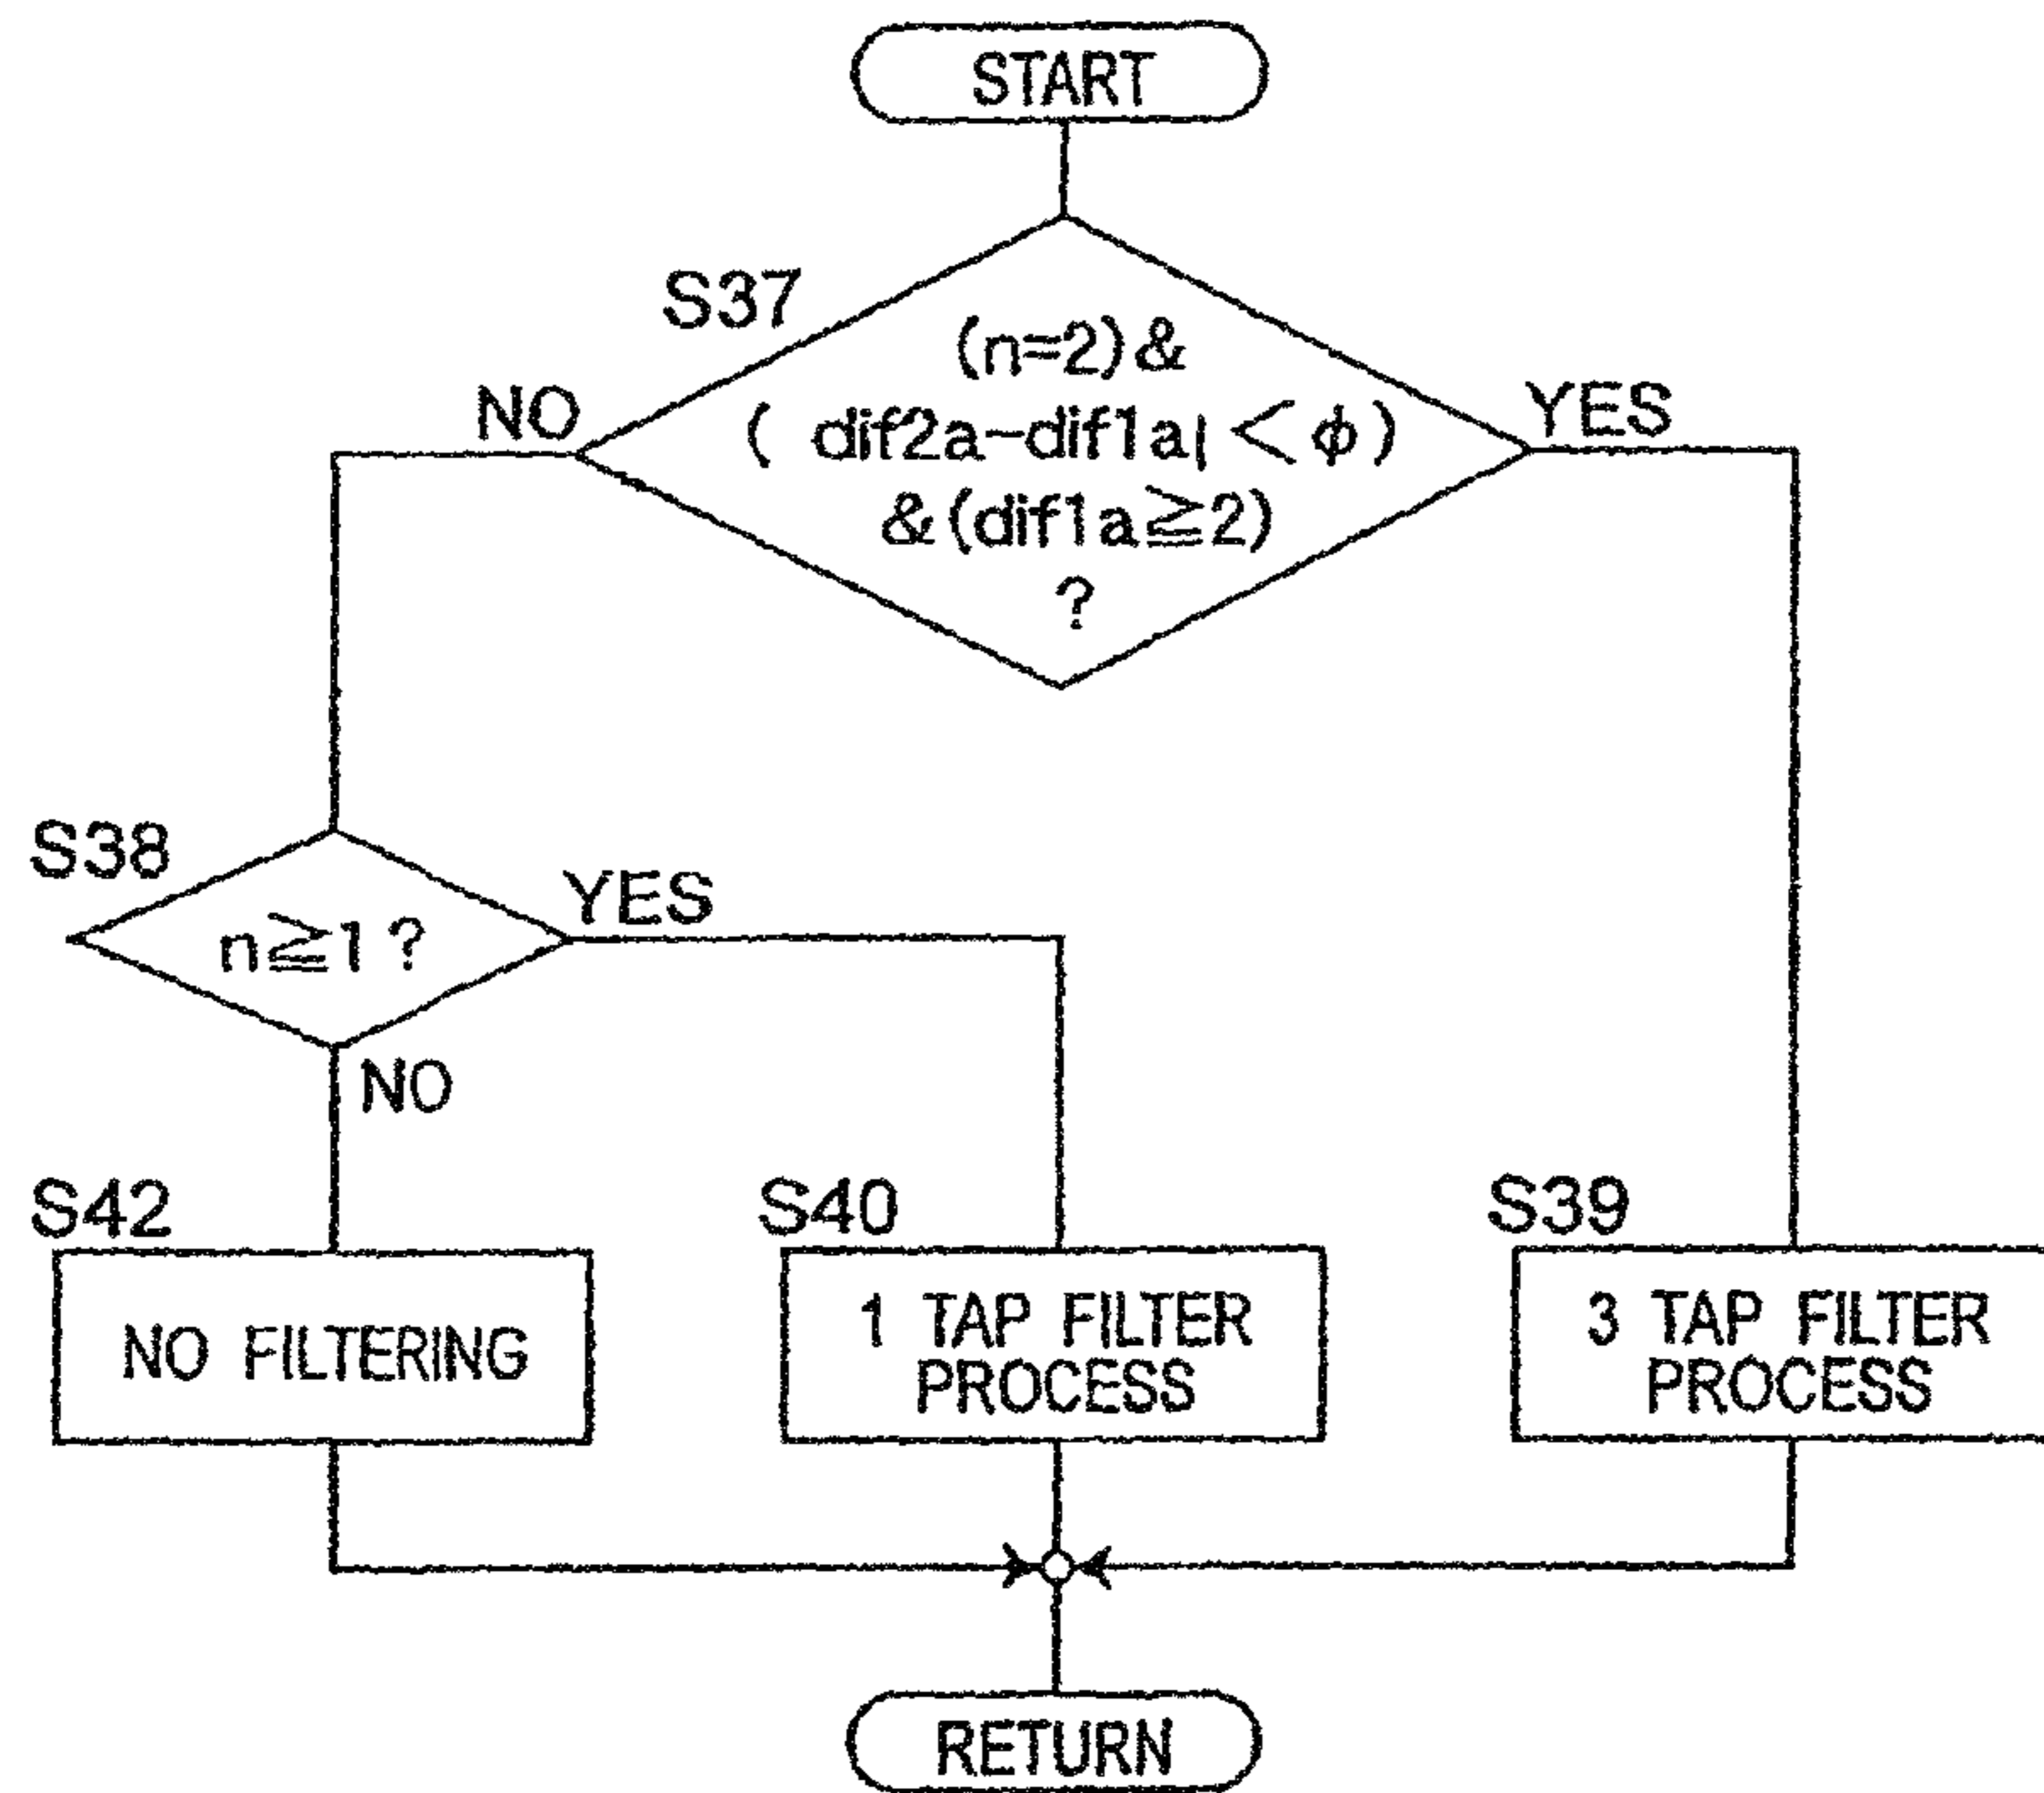 START
S37
(n=2)&
NO
( dif2a-dif1a| <φ)
YES
&(dif1a≧2)
?
S38
n≧1?
YES
NO
S42
NO FILTERING
S40
1 TAP FILTER
PROCESS
S39
3 TAP FILTER
PROCESS
RETURN